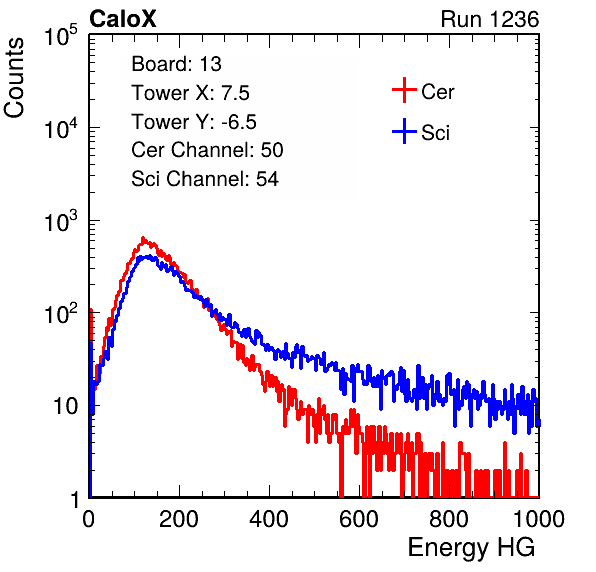 CaloX Run 1236
Counts
10^5
10^4
10^3
10^2
10
1
Board: 13
Tower X: 7.5
Tower Y: -6.5
Cer Channel: 50
Sci Channel: 54
Cer
Sci
0 200 400 600 800 1000
Energy HG